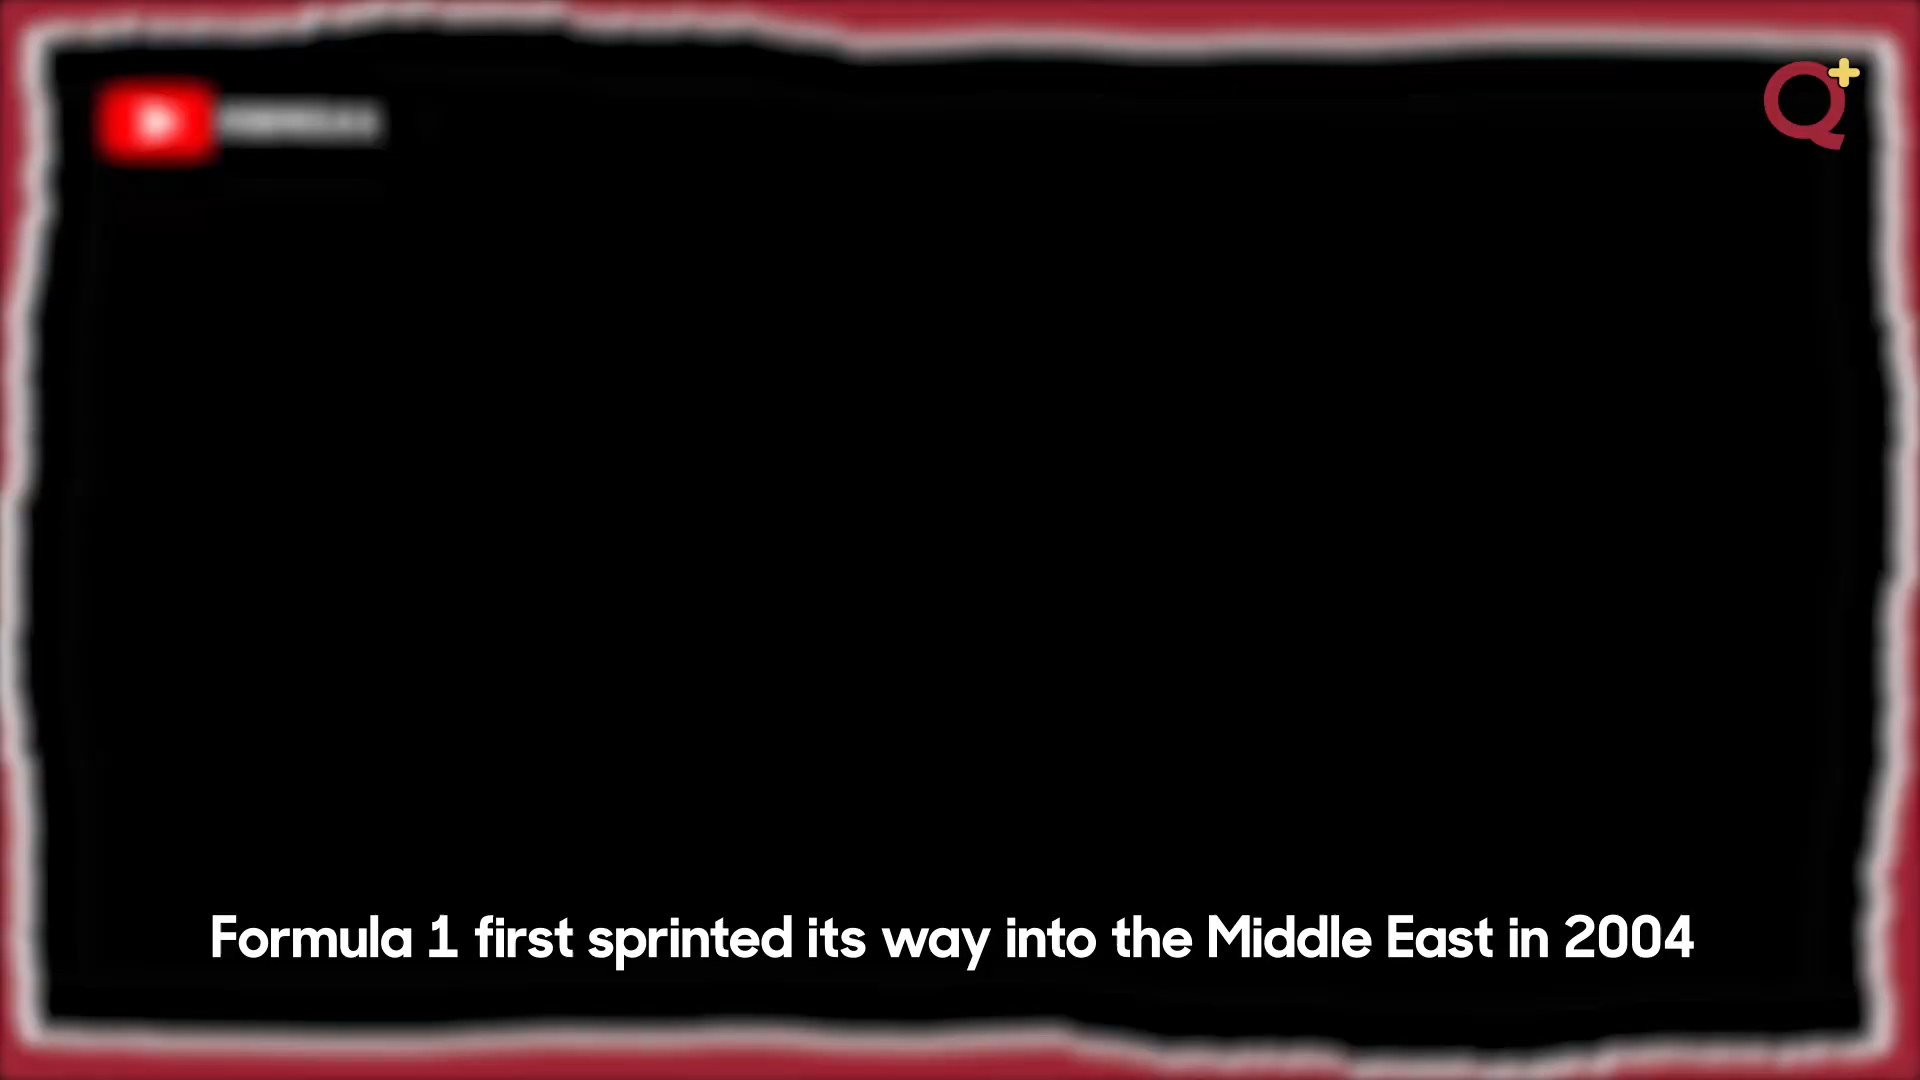 Q+
Formula 1 first sprinted its way into the Middle East in 2004